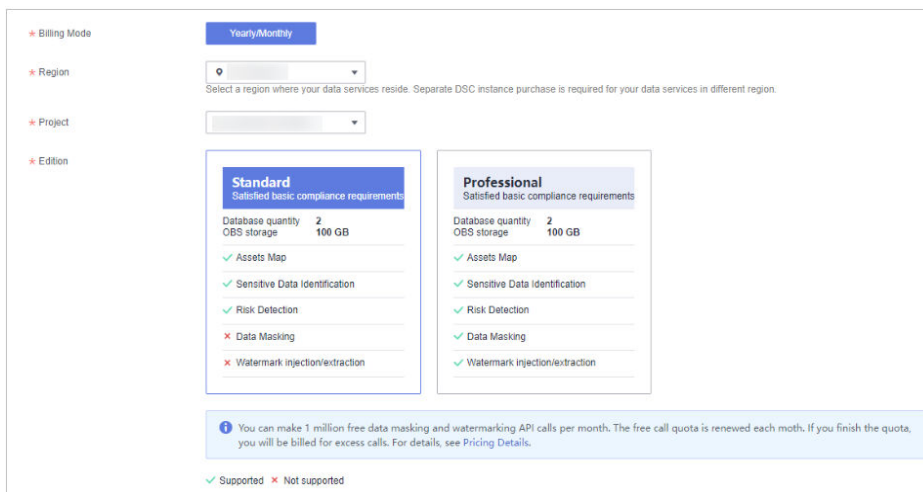 * Billing Mode
Yearly/Monthly
* Region
Select a region where your data services reside. Separate DSC instance purchase is required for your data services in different region.
* Project
* Edition
Standard
Satisfied basic compliance requirements
Database quantity 2
OBS storage 100 GB
Assets Map
Sensitive Data Identification
Risk Detection
Data Masking
Watermark injection/extraction
Professional
Satisfied basic compliance requirements
Database quantity 2
OBS storage 100 GB
Assets Map
Sensitive Data Identification
Risk Detection
Data Masking
Watermark injection/extraction
You can make 1 million free data masking and watermarking API calls per month. The free call quota is renewed each moth. If you finish the quota,
you will be billed for excess calls. For details, see Pricing Details.
Supported Not supported